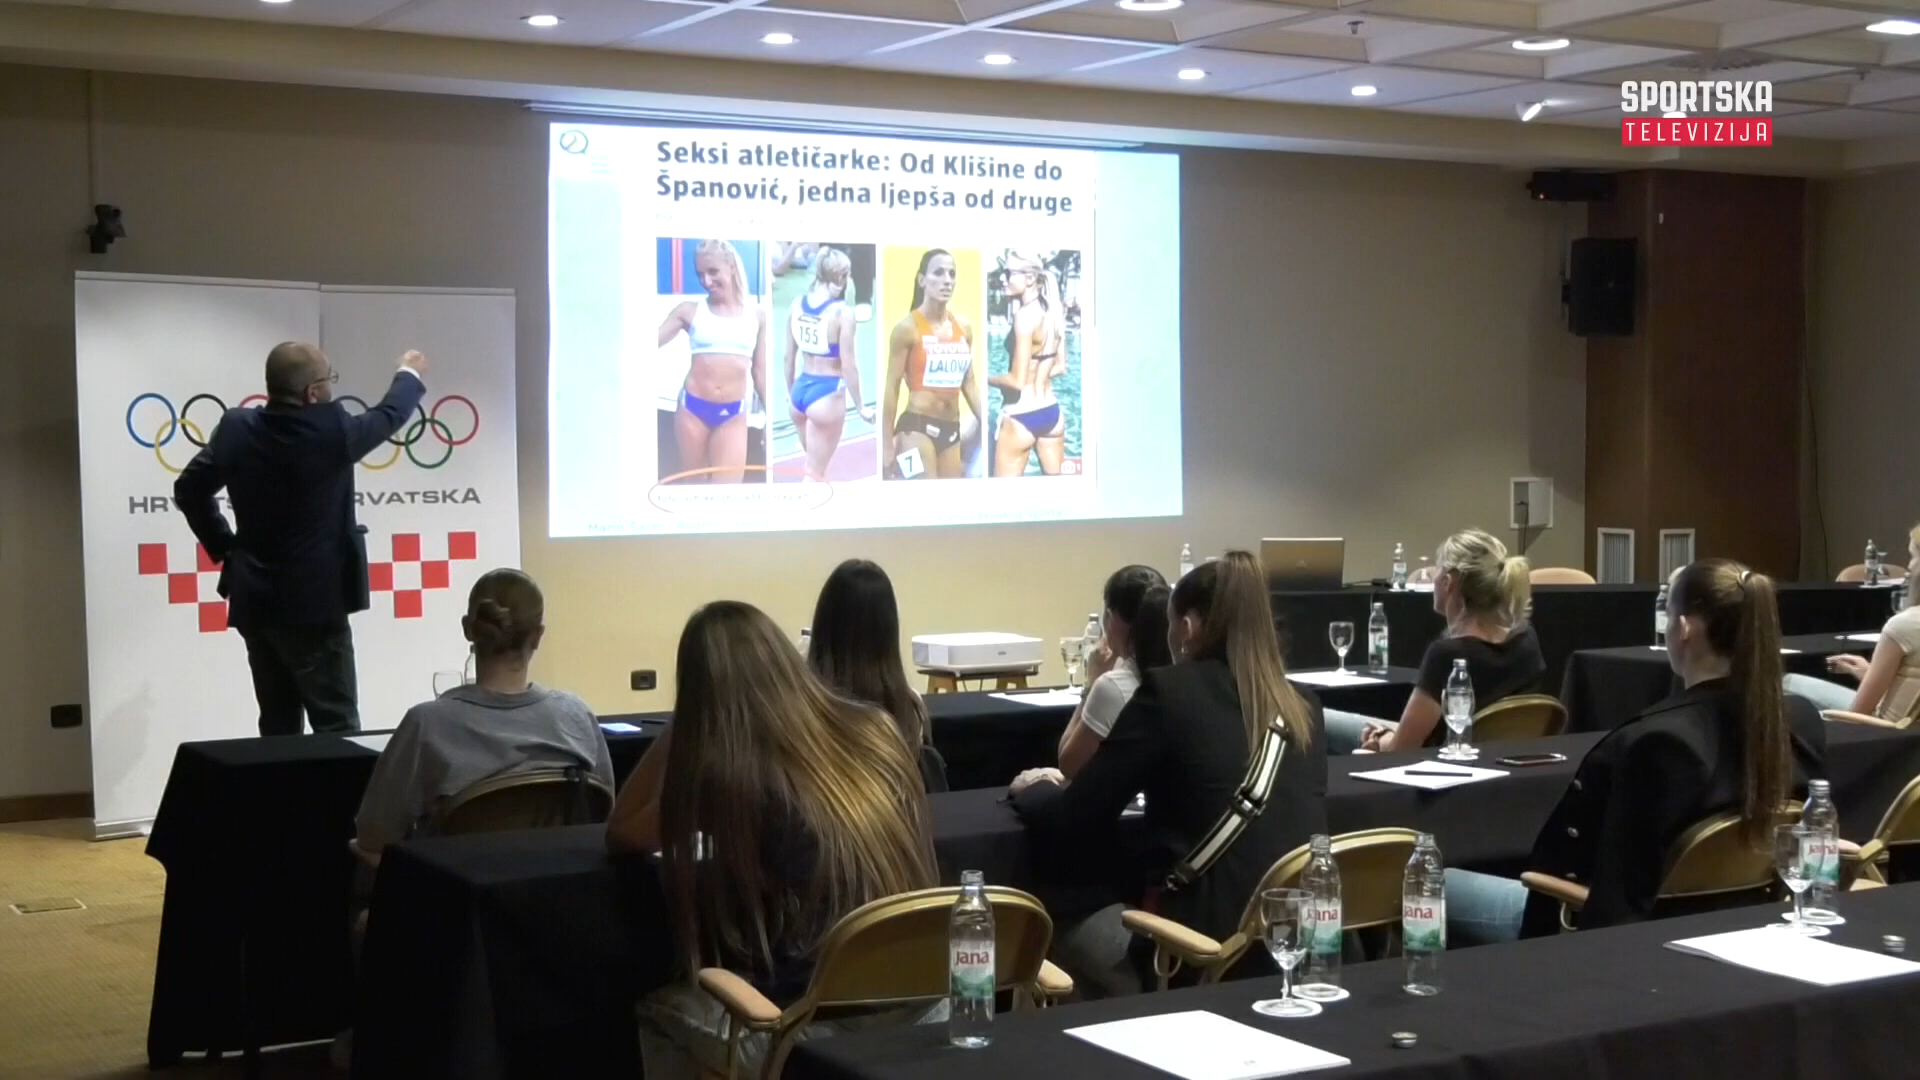 SPORTSKA
TELEVIZIJA
Seksi atletičarke: Od Klišine do
Španović, jedna ljepša od druge
155
LALOVA
7
HRVATSKA
Jana
Jana
Jana
Jana